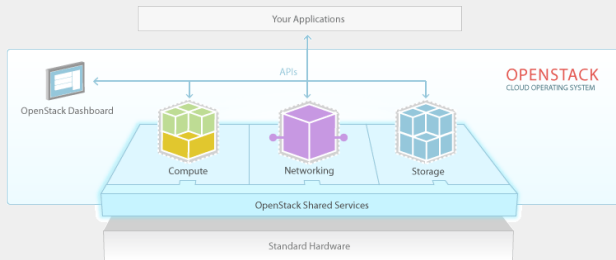 Your Applications
APIs
OPENSTACK
CLOUD OPERATING SYSTEM
OpenStack Dashboard
Compute
Networking
Storage
OpenStack Shared Services
Standard Hardware